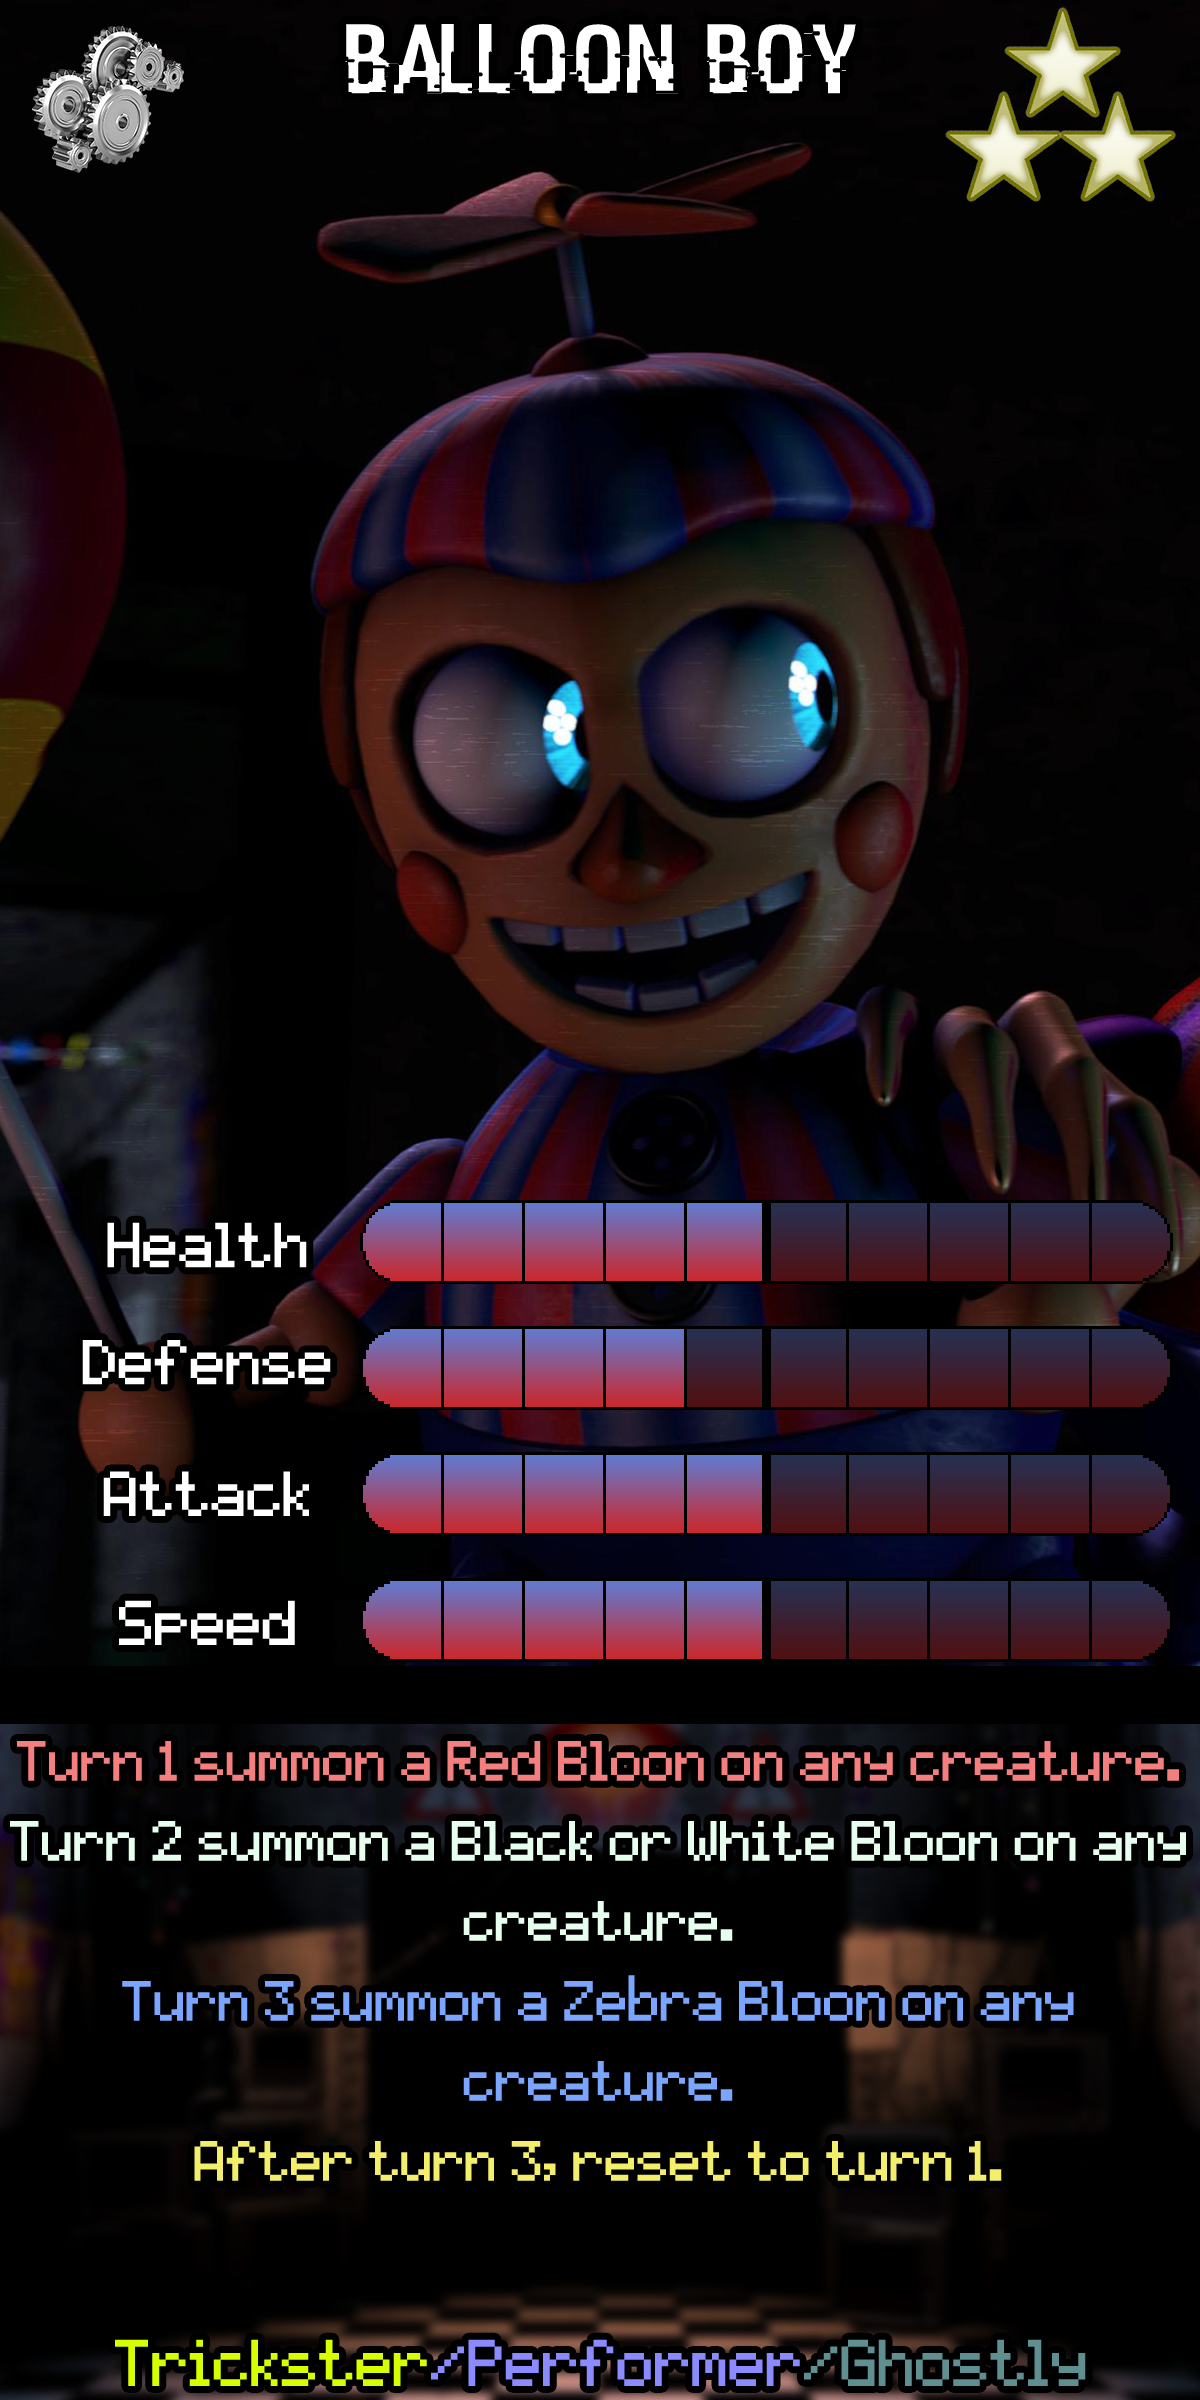 BALLOON BOY
Health
Defense
Attack
Speed
Turn 1 summon a Red Bloon on any creature.
Turn 2 summon a Black or White Bloon on any
creature.
Turn 3 summon a Zebra Bloon on any
creature.
After turn 3, reset to turn 1.
Trickster/Performer/Ghostly